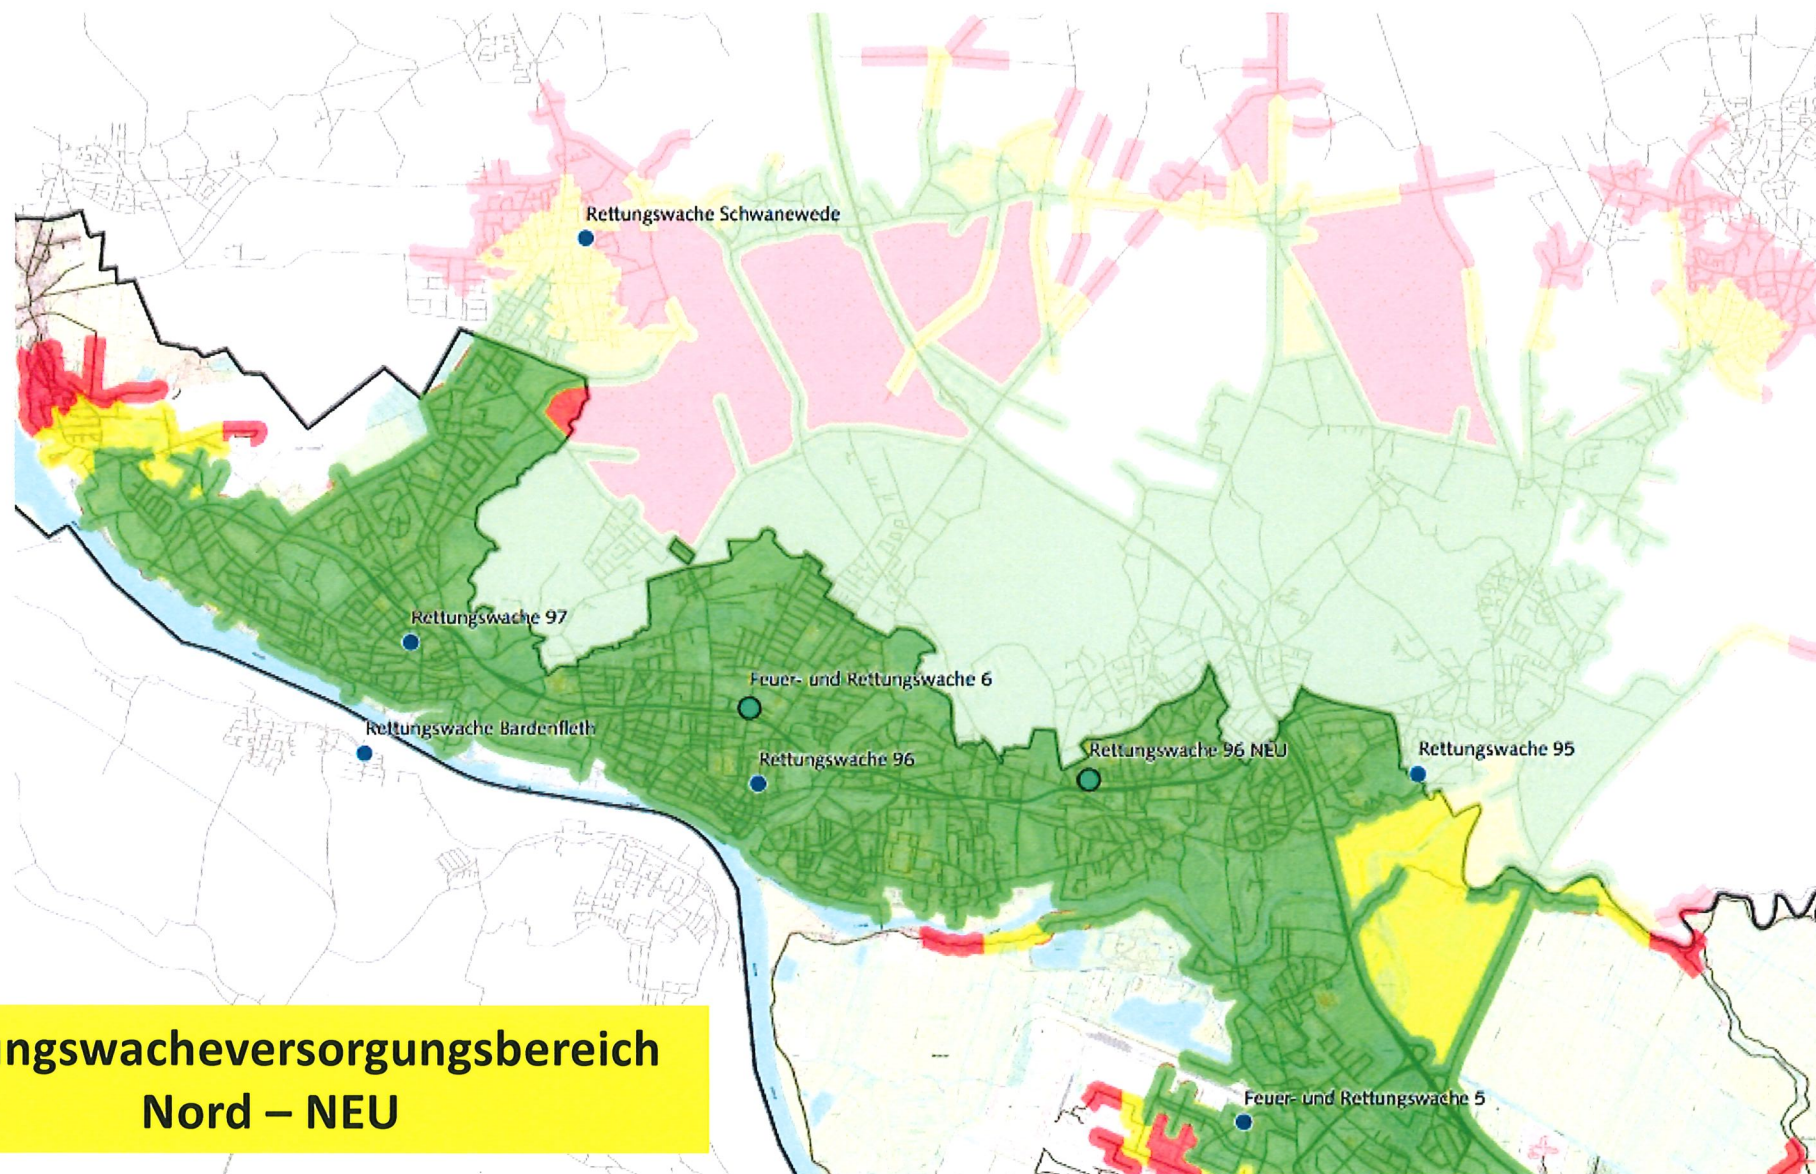 Rettungswache Schwanewede
Rettungswache 97
Feuer- und Rettungswache 6
Rettungswache Bardenfleth
Rettungswache 96
Rettungswache 96 NEU
Rettungswache 95
ungswacheversorgungsbereich
Nord – NEU
Feuer- und Rettungswache 5